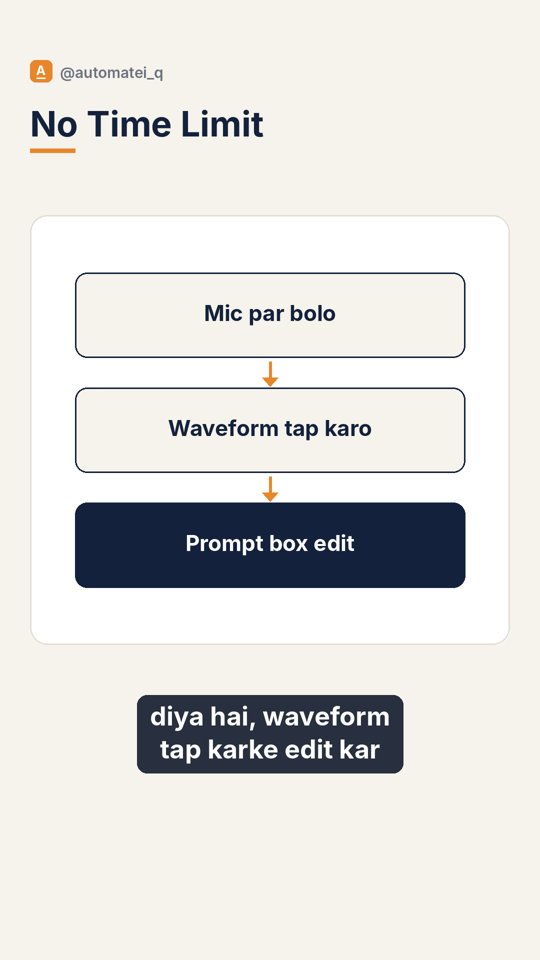 A
@automatei_q
No Time Limit
Mic par bolo
Waveform tap karo
Prompt box edit
diya hai, waveform
tap karke edit kar